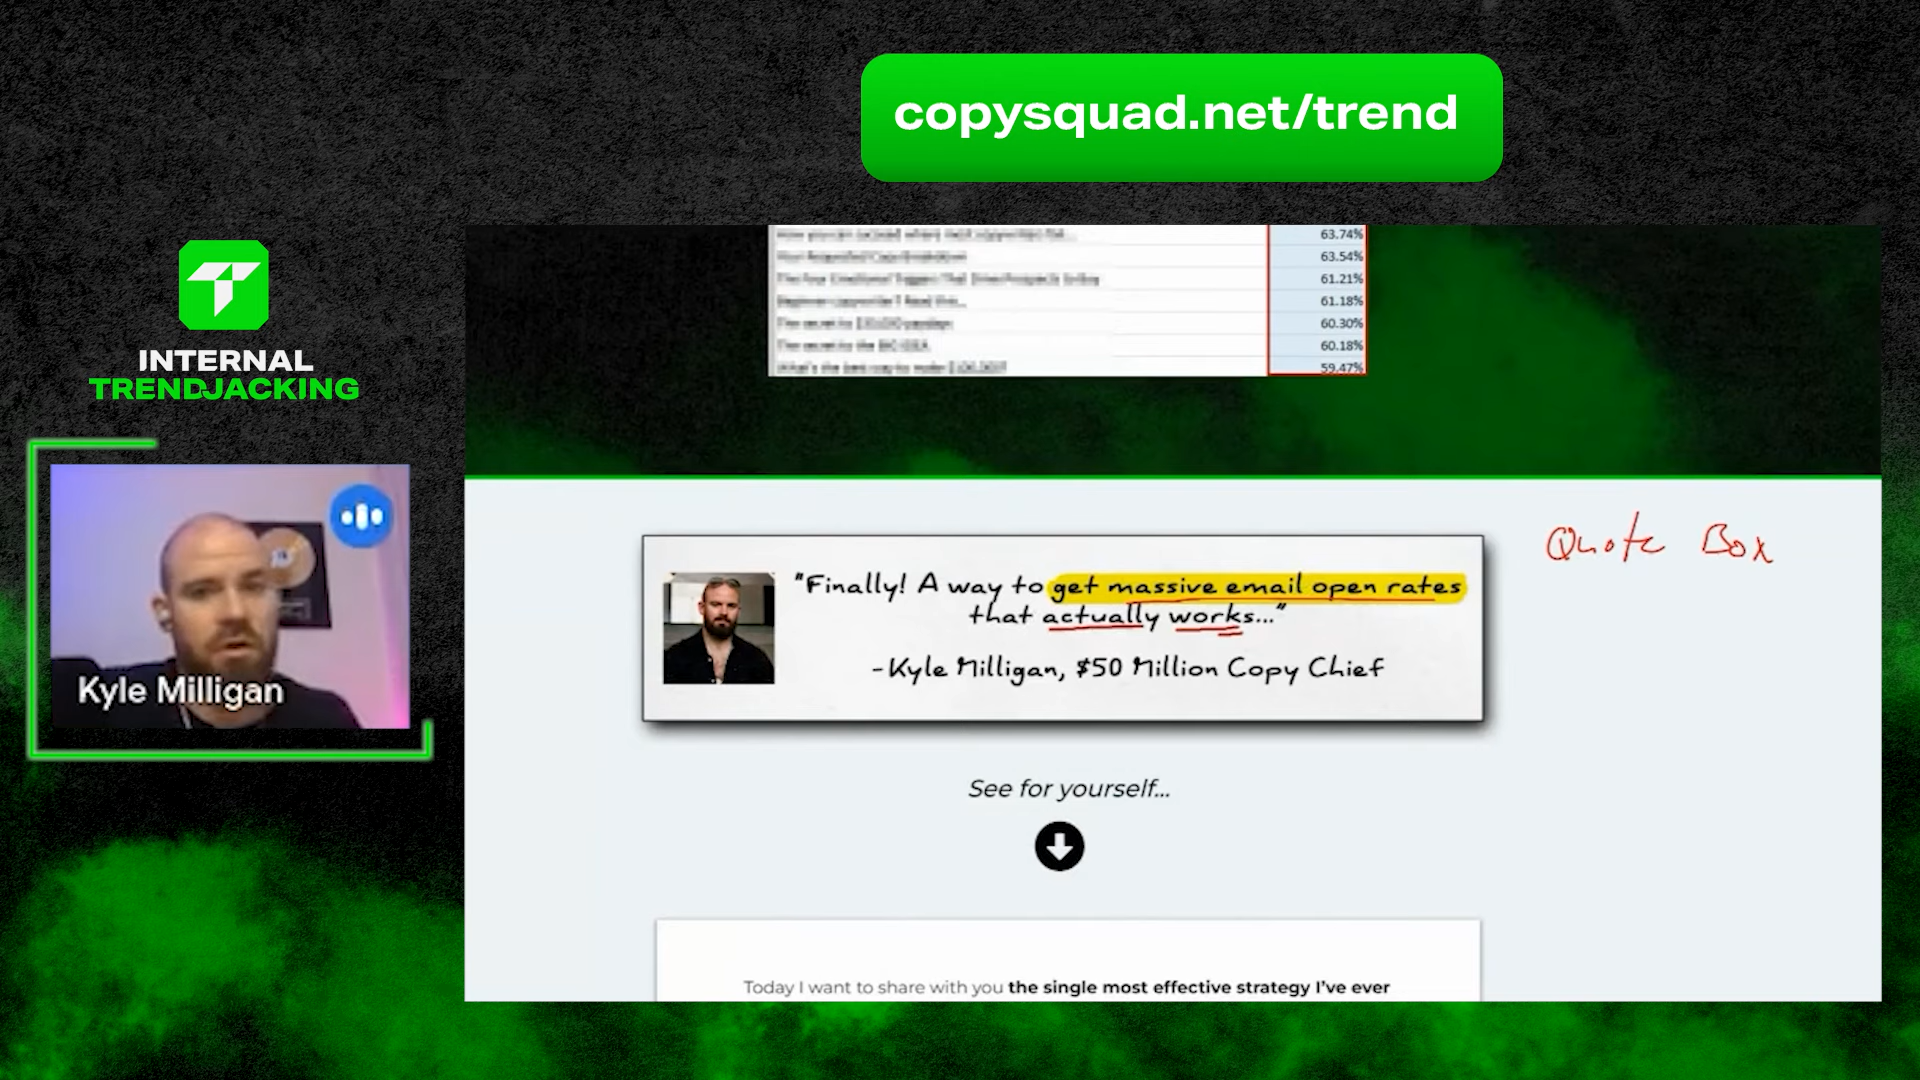 copysquad.net/trend
INTERNAL
TRENDJACKING
Kyle Milligan
63.74%
63.54%
61.21%
61.18%
60.30%
60.18%
59.47%
Quote Box
"Finally! A way to get massive email open rates
that actually works..."
-Kyle Milligan, $50 Million Copy Chief
See for yourself...
Today I want to share with you the single most effective strategy I've ever